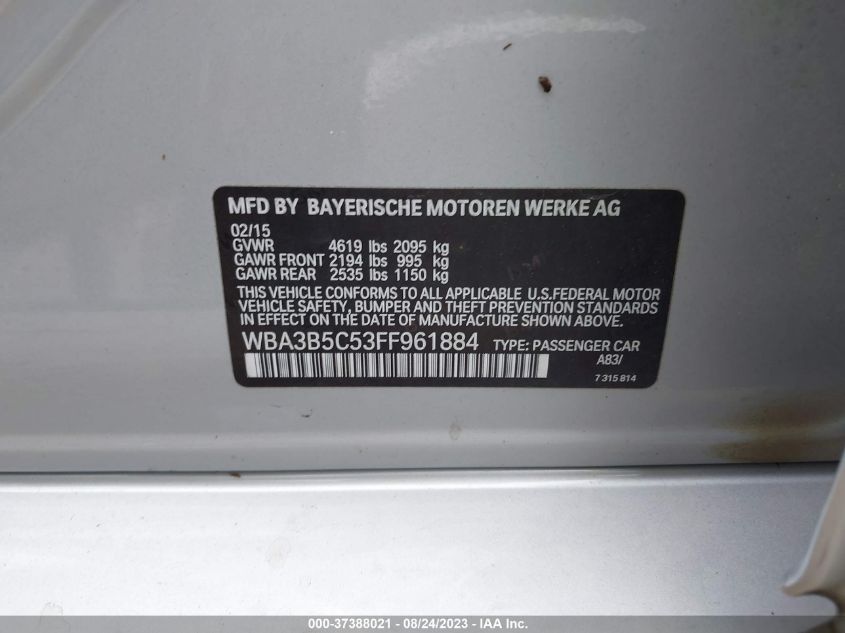 MFD BY BAYERISCHE MOTOREN WERKE AG
02/15
GVWR 4619 lbs 2095 kg
GAWR FRONT 2194 lbs 995 kg
GAWR REAR 2535 lbs 1150 kg
THIS VEHICLE CONFORMS TO ALL APPLICABLE U.S.FEDERAL MOTOR
VEHICLE SAFETY, BUMPER AND THEFT PREVENTION STANDARDS
IN EFFECT ON THE DATE OF MANUFACTURE SHOWN ABOVE.
WBA3B5C53FF961884 TYPE: PASSENGER CAR
A83/
7 315 814
000-37388021 - 08/24/2023 - IAA Inc.